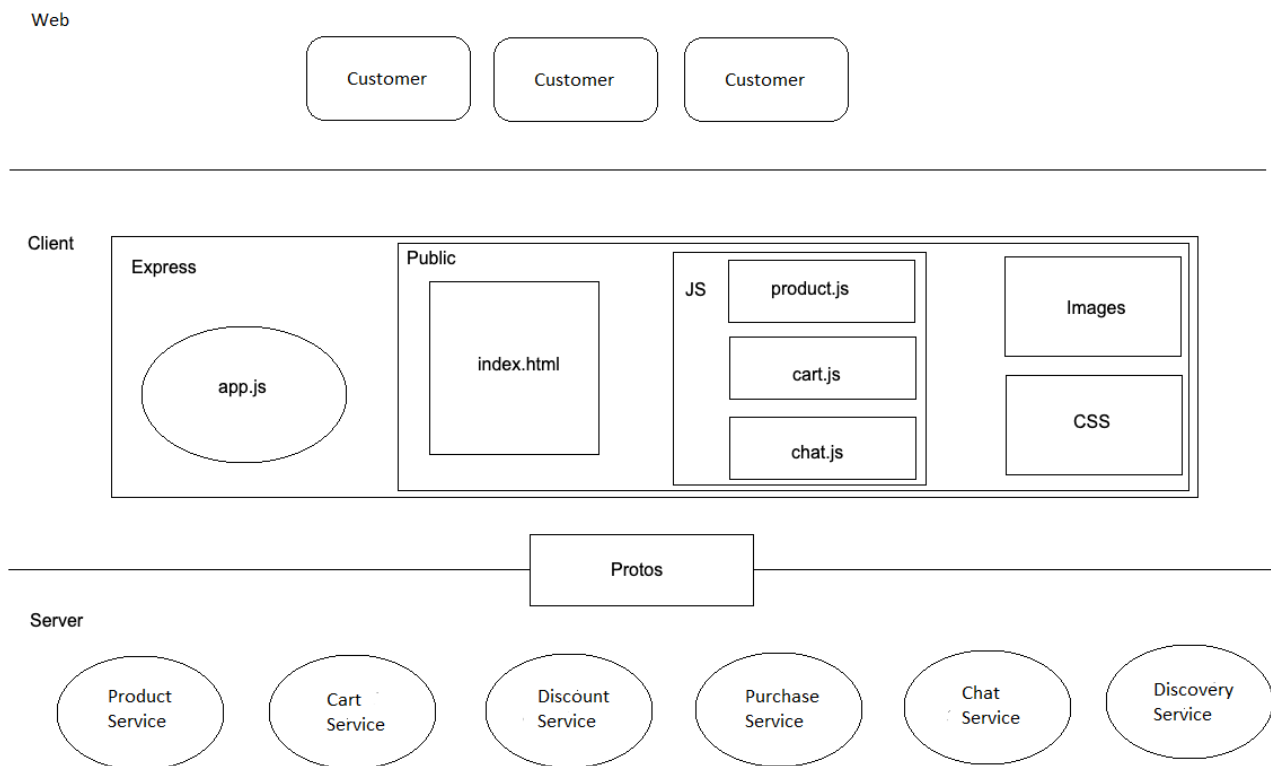 Web
Customer
Customer
Customer
Client
Express
Public
JS
product.js
Images
index.html
cart.js
app.js
CSS
chat.js
Protos
Server
Product
Service
Cart
Service
Discount
Service
Purchase
Service
Chat
Service
Discovery
Service